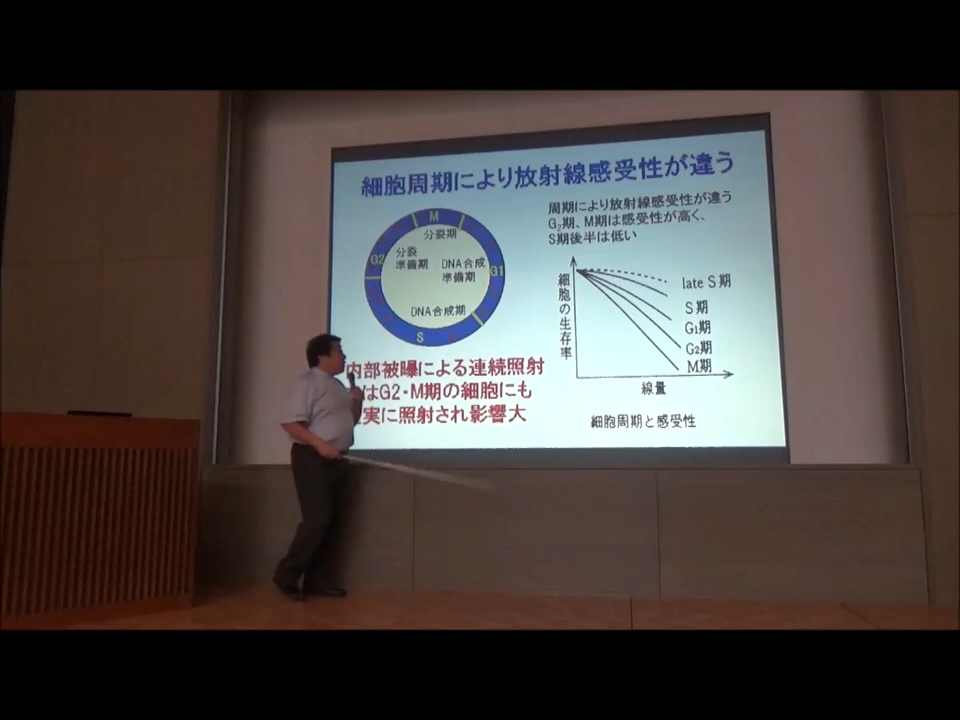 細胞周期により放射線感受性が違う
M
分裂期
G2
分裂
準備期
DNA合成
準備期
G1
DNA合成期
S
内部被曝による連続照射
はG2・M期の細胞にも
実に照射され影響大
周期により放射線感受性が違う
G2期、M期は感受性が高く、
S期後半は低い
細胞の生存率
late S期
S期
G1期
G2期
M期
線量
細胞周期と感受性